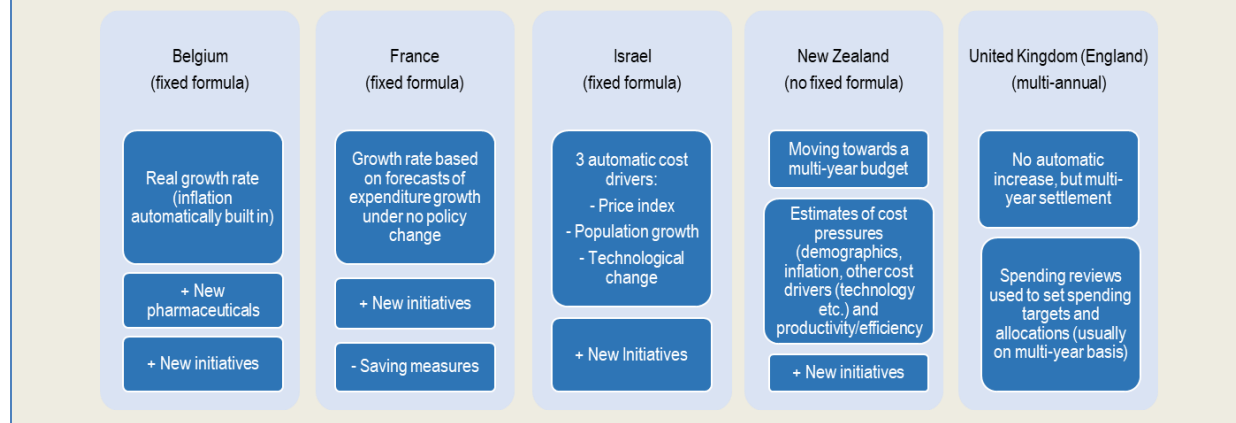 Belgium
(fixed formula)
Real growth rate
(inflation
automatically built in)
+ New
pharmaceuticals
+ New initiatives
France
(fixed formula)
Growth rate based
on forecasts of
expenditure growth
under no policy
change
+ New initiatives
- Saving measures
Israel
(fixed formula)
3 automatic cost
drivers:
- Price index
- Population growth
- Technological
change
+ New Initiatives
New Zealand
(no fixed formula)
Moving towards a
multi-year budget
Estimates of cost
pressures
(demographics,
inflation, other cost
drivers (technology
etc.) and
productivity/efficiency
+ New initiatives
United Kingdom (England)
(multi-annual)
No automatic
increase, but multi-
year settlement
Spending reviews
used to set spending
targets and
allocations (usually
on multi-year basis)